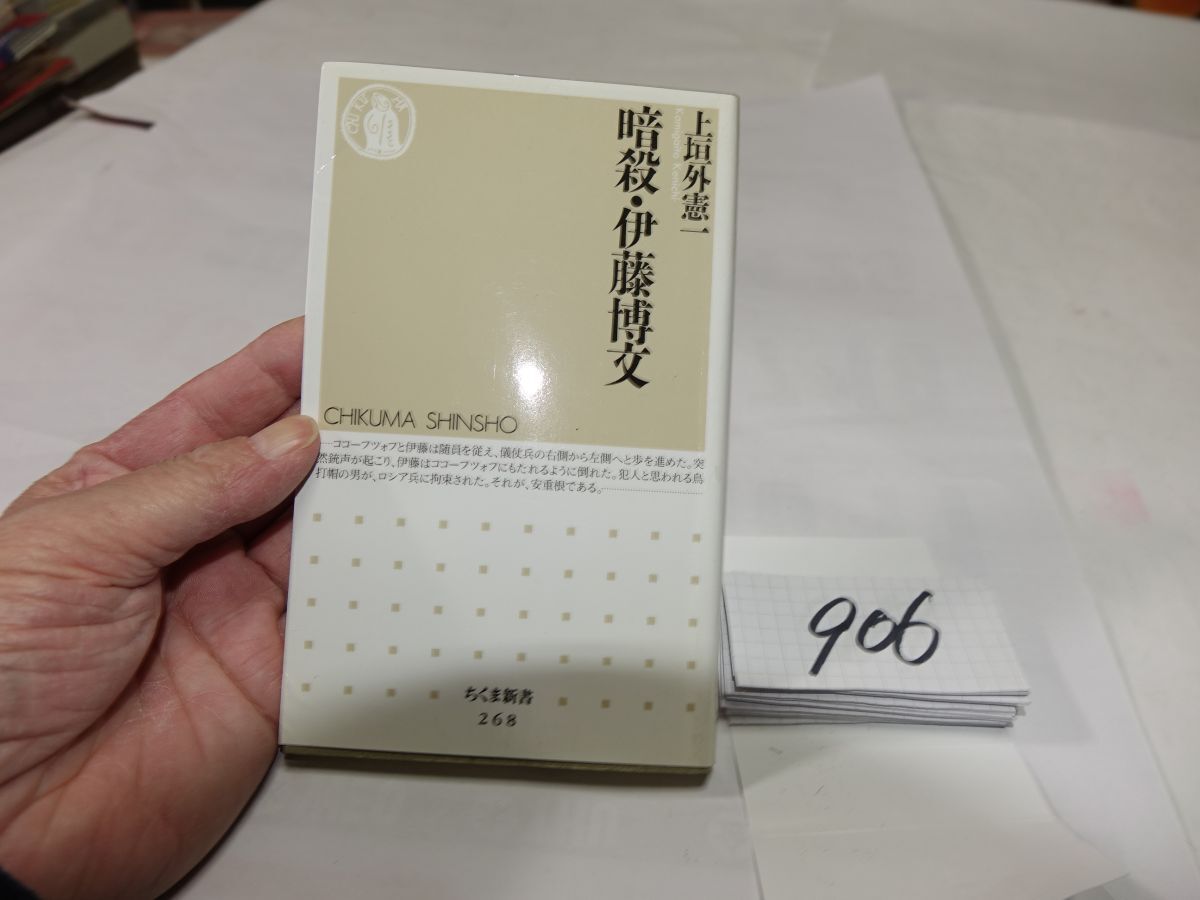 上垣外憲一
Kamigaito Kenichi
暗殺・伊藤博文
CHIKUMA
CHIKUMA SHINSHO
……ココーフツォフと伊藤は随員を従え、儀仗兵の右側から左側へと歩を進めた。突
然銃声が起こり、伊藤はココーフツォフにもたれるように倒れた。犯人と思われる鳥
打帽の男が、ロシア兵に拘束された。それが、安重根である。……………………
ちくま新書
268
906